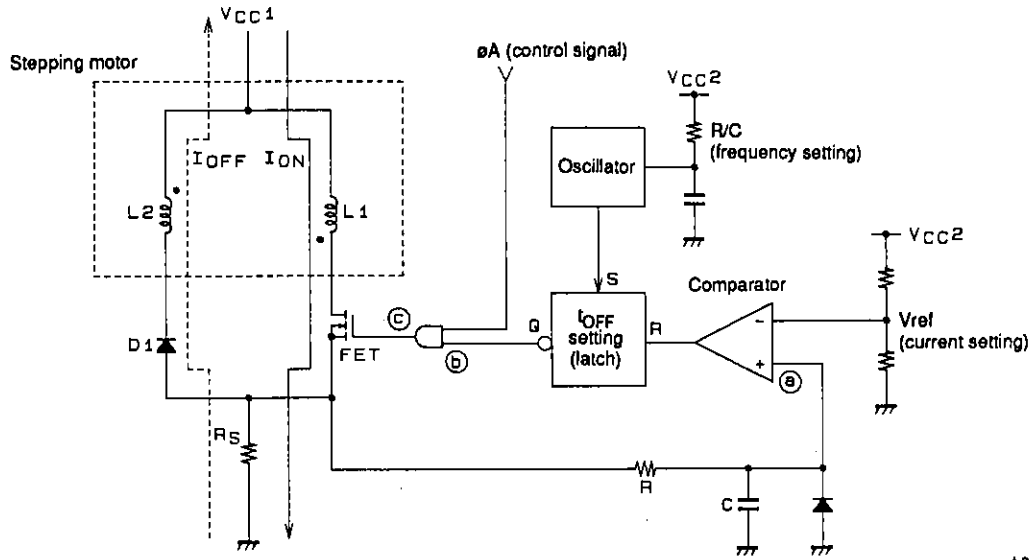 VCC1
Stepping motor
øA (control signal)
VCC2
R/C
(frequency setting)
IOFF
ION
Oscillator
L2
L1
VCC2
S
Comparator
c
Q
tOFF
setting
(latch)
R
−
Vref
(current setting)
D1
FET
b
+
a
RS
R
C